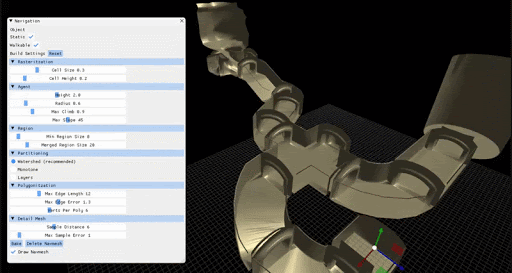 Navigation
Object
Static
Walkable
Build Settings Reset
Rasterization
Cell Size 0.3
Cell Height 0.2
Agent
Height 2.0
Radius 0.6
Max Climb 0.9
Max Slope 45
Region
Min Region Size 8
Merged Region Size 20
Partitioning
Watershed (recommended)
Monotone
Layers
Polygonization
Max Edge Length 12
Max Edge Error 1.3
Verts Per Poly 6
Detail Mesh
Sample Distance 6
Max Sample Error 1
Delete Navmesh
Draw Navmesh